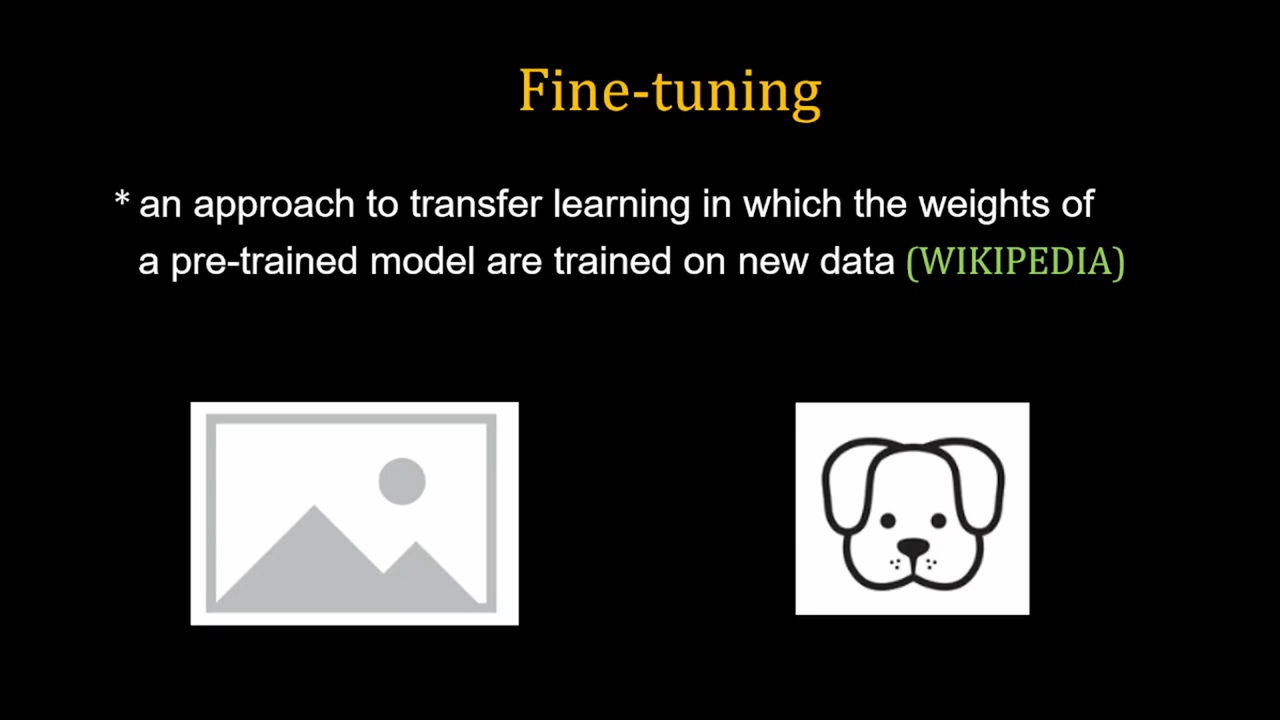 Fine-tuning
* an approach to transfer learning in which the weights of
a pre-trained model are trained on new data (WIKIPEDIA)